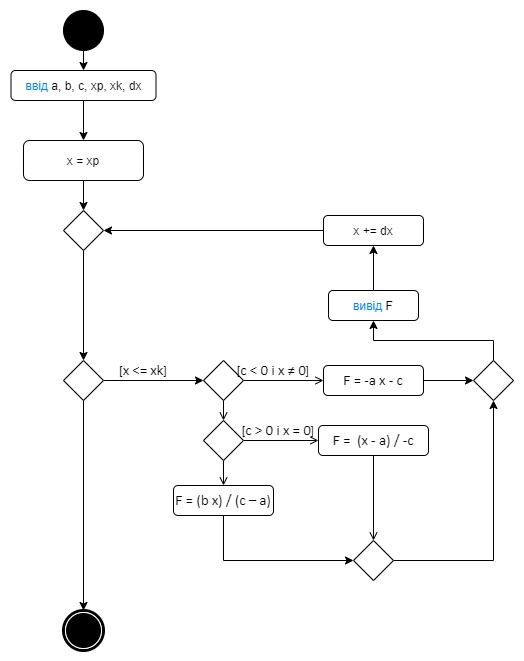 ввід a, b, c, xp, xk, dx
x = xp
x += dx
вивід F
[x <= xk]
[c < 0 і x ≠ 0]
F = -a x - c
[c > 0 і x = 0]
F =  (x - a) / -c
F = (b x) / (c – a)